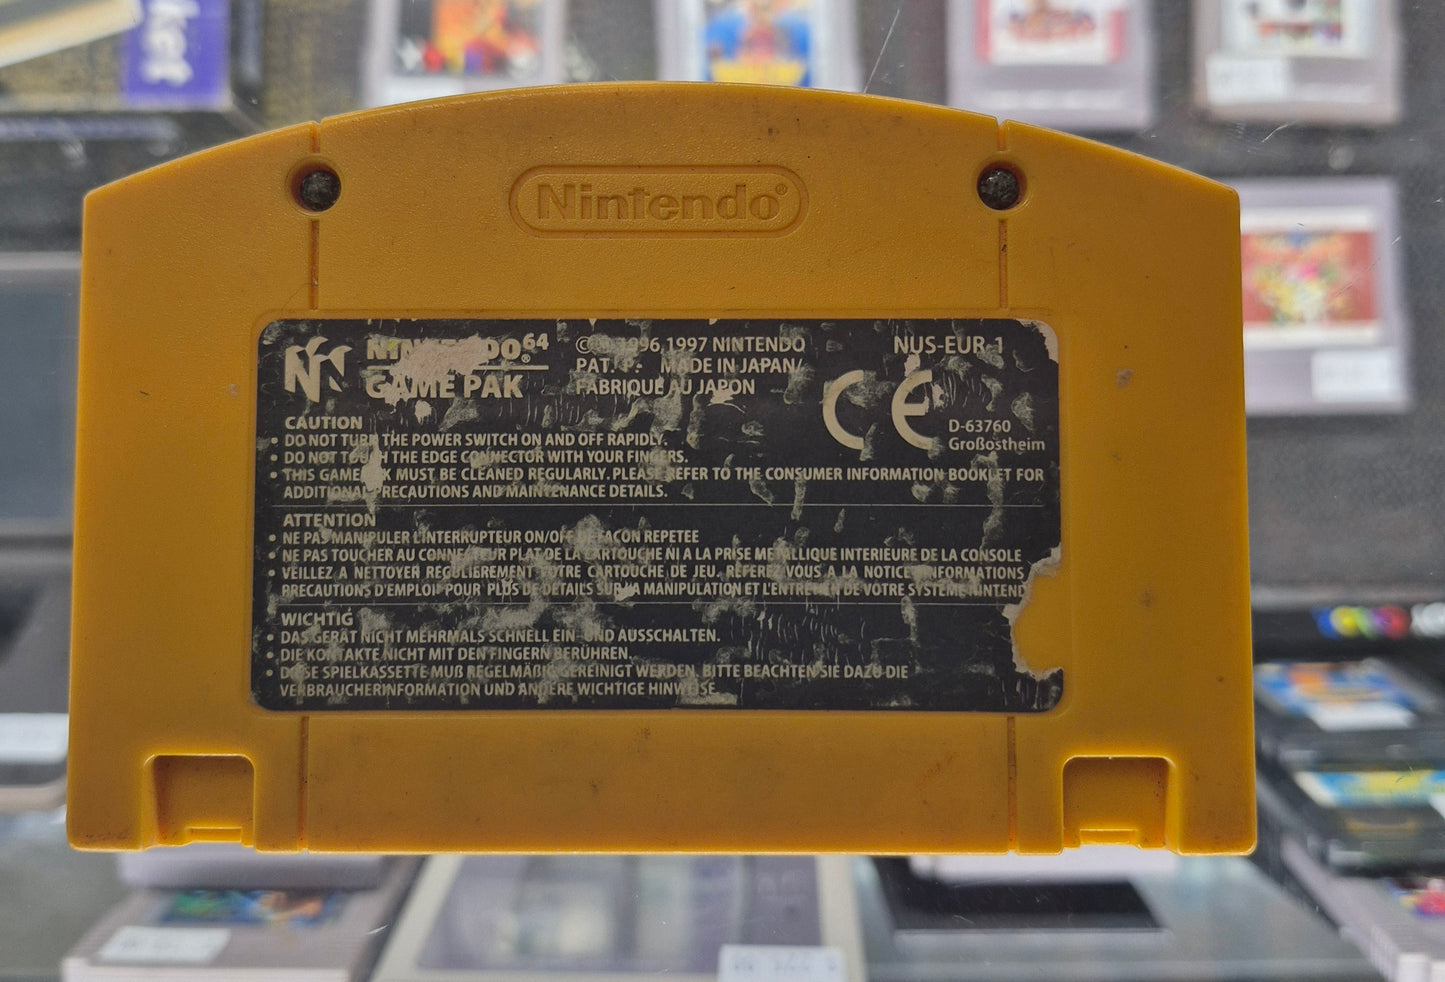 Nintendo®
NINTENDO®64
GAME PAK
© 1996, 1997 NINTENDO
PAT. P. MADE IN JAPAN/
FABRIQUE AU JAPON
NUS-EUR-1
CE
D-63760
Großostheim
CAUTION
• DO NOT TURN THE POWER SWITCH ON AND OFF RAPIDLY.
• DO NOT TOUCH THE EDGE CONNECTOR WITH YOUR FINGERS.
• THIS GAME PAK MUST BE CLEANED REGULARLY. PLEASE REFER TO THE CONSUMER INFORMATION BOOKLET FOR
ADDITIONAL PRECAUTIONS AND MAINTENANCE DETAILS.
ATTENTION
• NE PAS MANIPULER L'INTERRUPTEUR ON/OFF DE FACON REPETEE
• NE PAS TOUCHER AU CONNECTEUR PLAT DE LA CARTOUCHE NI A LA PRISE METALLIQUE INTERIEURE DE LA CONSOLE
• VEILLEZ A NETTOYER REGULIBREMENT VOTRE CARTOUCHE DE JEU. REFEREZ VOUS A LA NOTICE INFORMATIONS
PRECAUTIONS D'EMPLOI POUR PLUS DE DETAILS SUR LA MANIPULATION ET L'ENTRETIEN DE VOTRE SYSTEME NINTEND
WICHTIG
• DAS GERÄT NICHT MEHRMALS SCHNELL EIN- UND AUSSCHALTEN.
• DIE KONTAKTE NICHT MIT DEN FINGERN BERÜHREN.
• DIESE SPIELKASSETTE MUß REGELMÄßIG GEREINIGT WERDEN. BITTE BEACHTEN SIE DAZU DIE
VERBRAUCHERINFORMATION UND ANDERE WICHTIGE HINWEISE